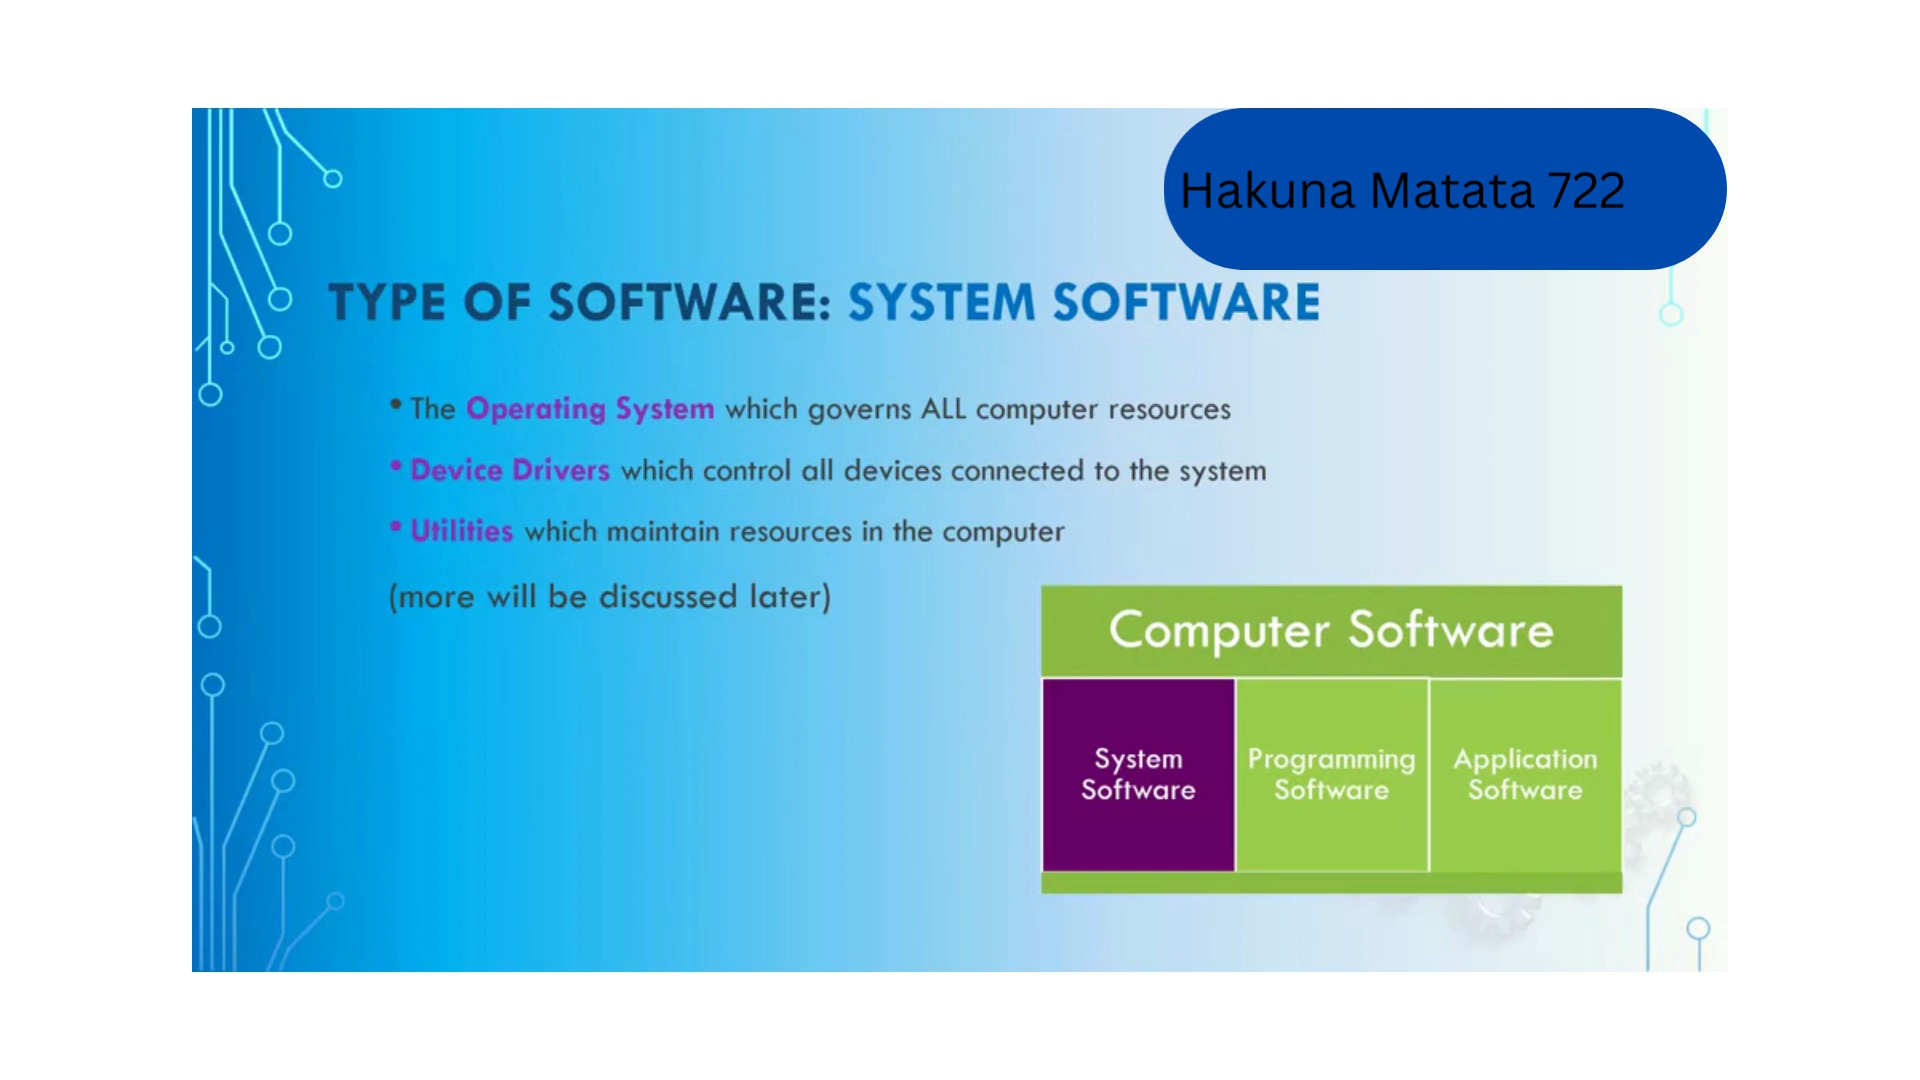 Hakuna Matata 722
TYPE OF SOFTWARE: SYSTEM SOFTWARE
• The Operating System which governs ALL computer resources
• Device Drivers which control all devices connected to the system
• Utilities which maintain resources in the computer
(more will be discussed later)
Computer Software
System
Software
Programming
Software
Application
Software